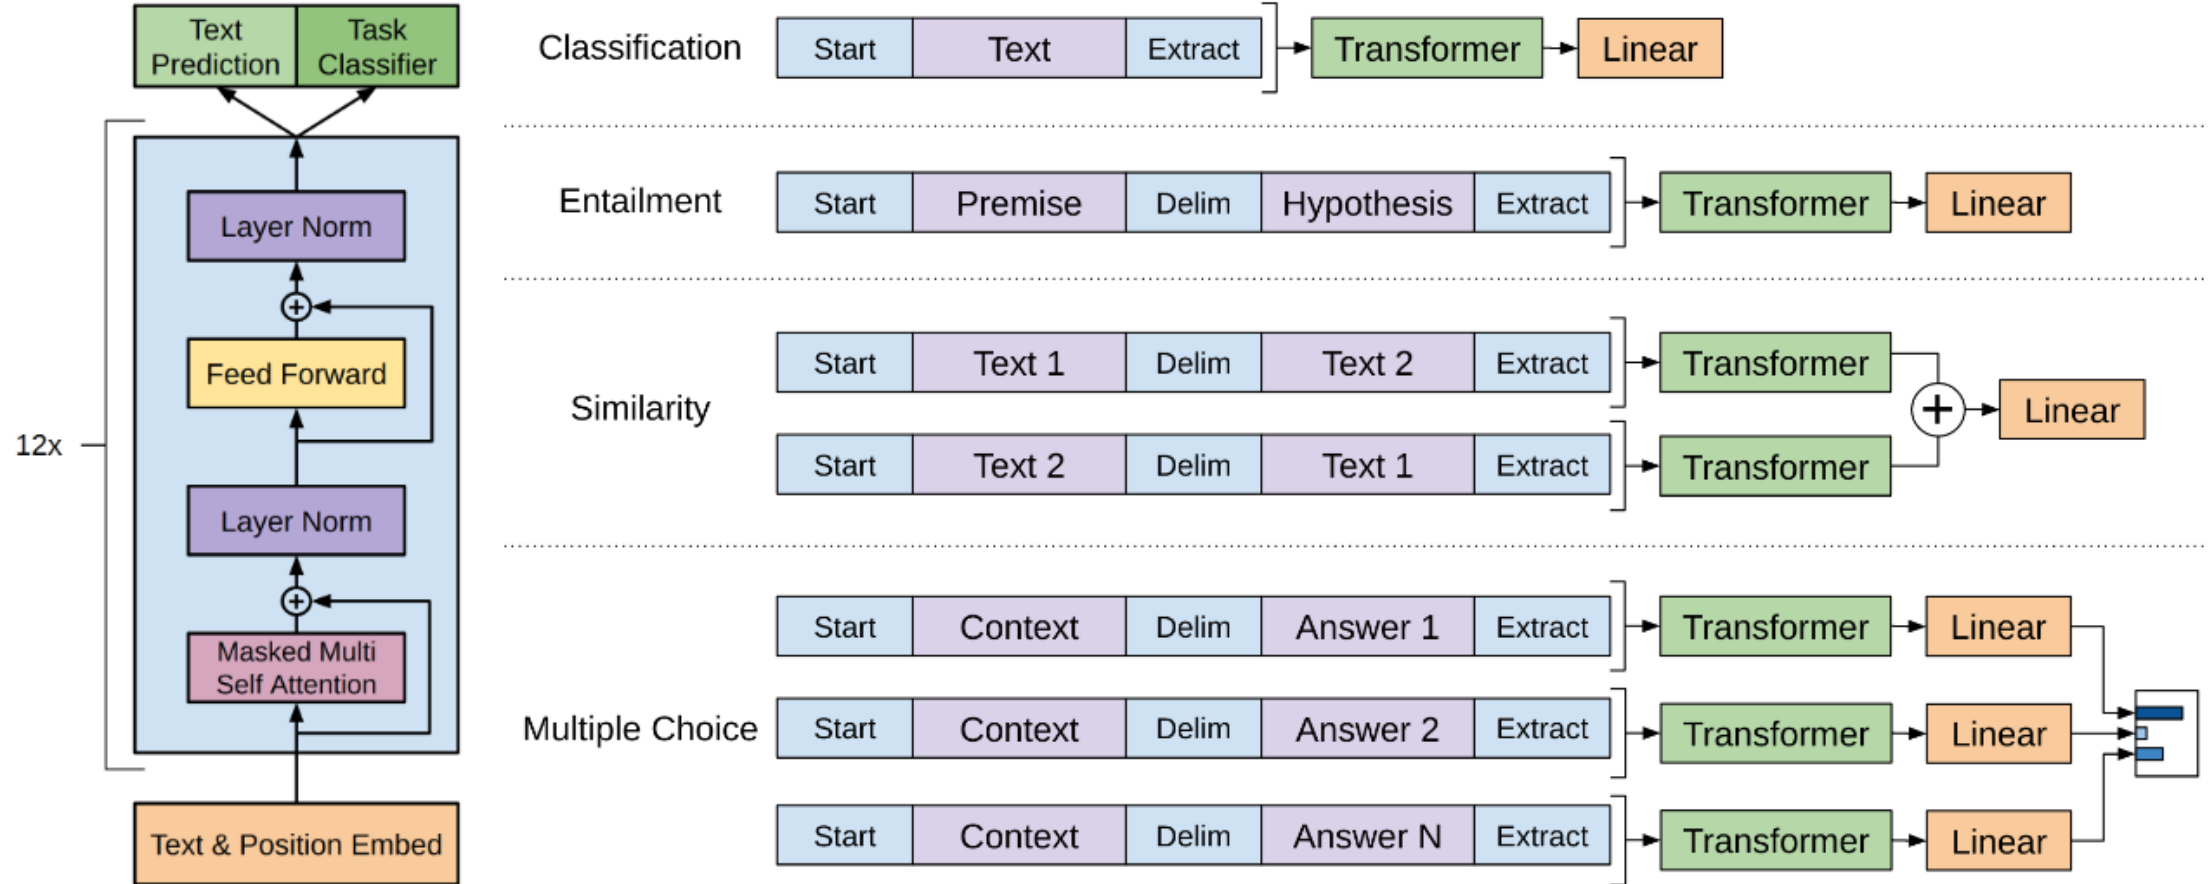 Text
Prediction
Task
Classifier
12x
Layer Norm
+
Feed Forward
Layer Norm
+
Masked Multi
Self Attention
Text & Position Embed
Classification
Start Text Extract Transformer Linear
Entailment
Start Premise Delim Hypothesis Extract Transformer Linear
Similarity
Start Text 1 Delim Text 2 Extract Transformer
+ Linear
Start Text 2 Delim Text 1 Extract Transformer
Multiple Choice
Start Context Delim Answer 1 Extract Transformer Linear
Start Context Delim Answer 2 Extract Transformer Linear
Start Context Delim Answer N Extract Transformer Linear